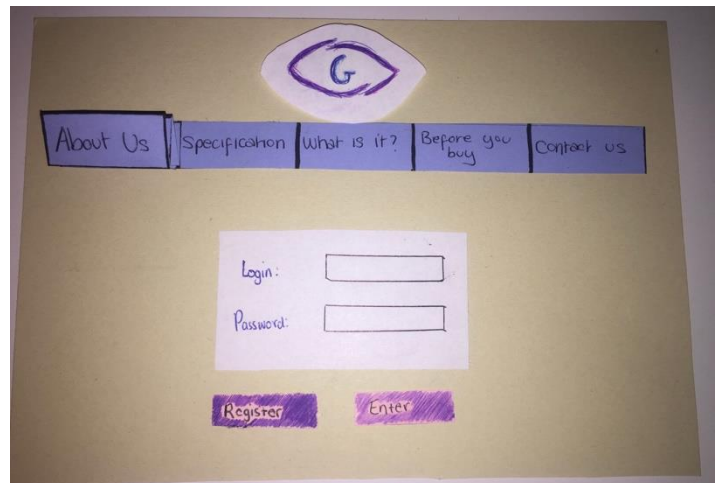 G
About Us Specification What is it? Before you buy Contact us
Login:
Password:
Register Enter